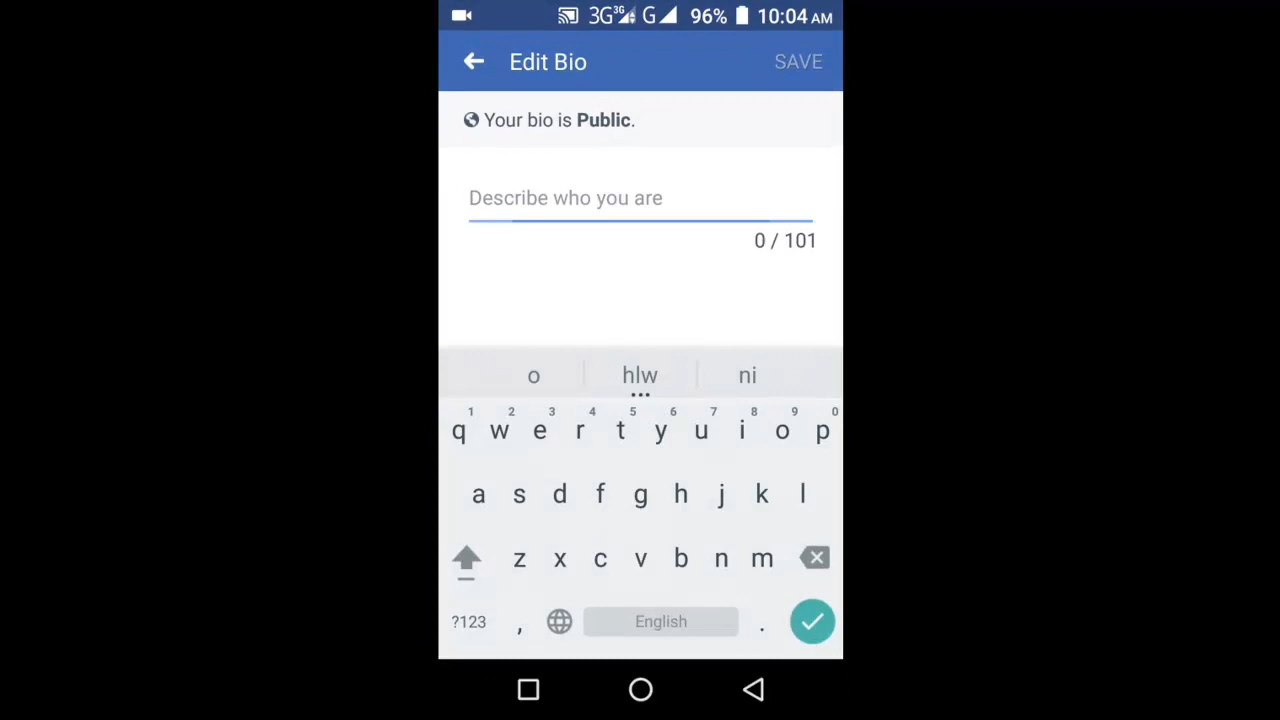 3G 3G G 96% 10:04 AM
Edit Bio SAVE
Your bio is Public.
Describe who you are
0 / 101
o hlw ni
1 2 3 4 5 6 7 8 9 0
q w e r t y u i o p
a s d f g h j k l
z x c v b n m
?123 , English .